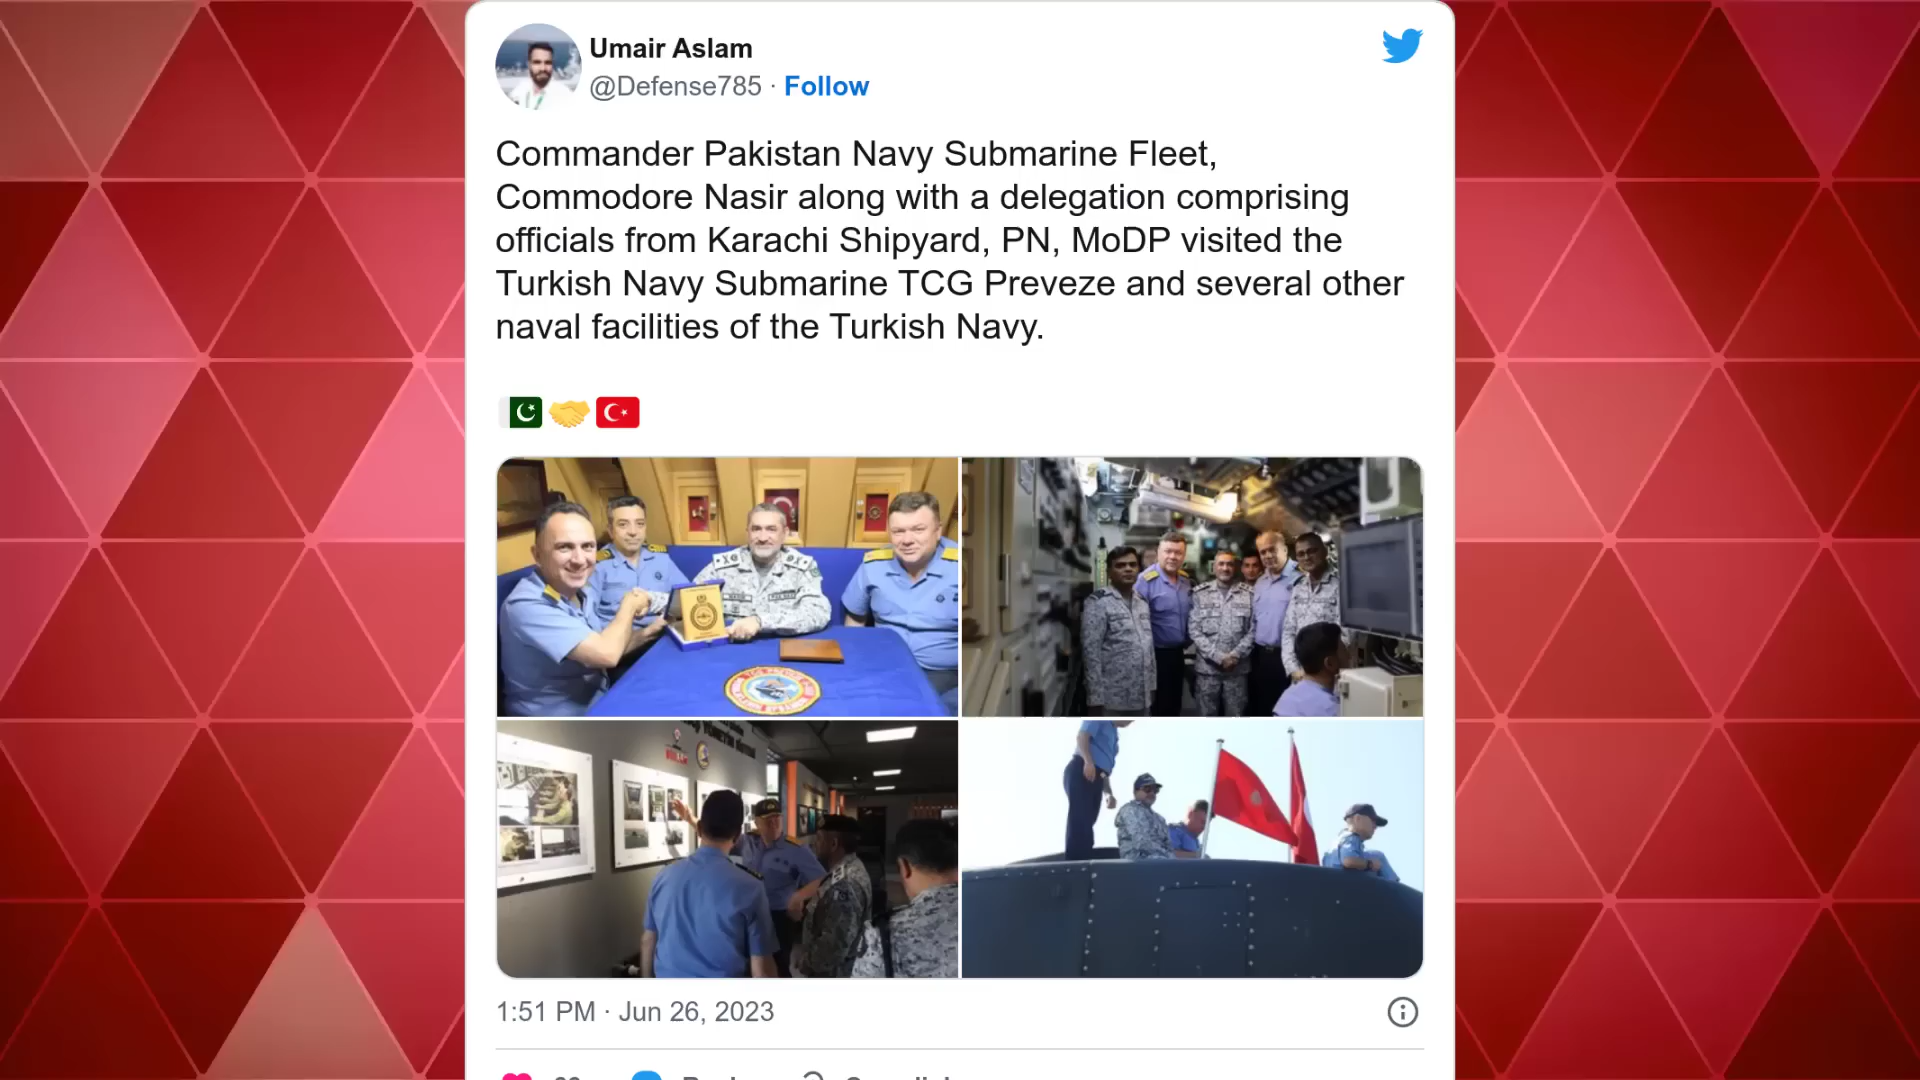 Umair Aslam
@Defense785 · Follow
Commander Pakistan Navy Submarine Fleet,
Commodore Nasir along with a delegation comprising
officials from Karachi Shipyard, PN, MoDP visited the
Turkish Navy Submarine TCG Preveze and several other
naval facilities of the Turkish Navy.
1:51 PM · Jun 26, 2023